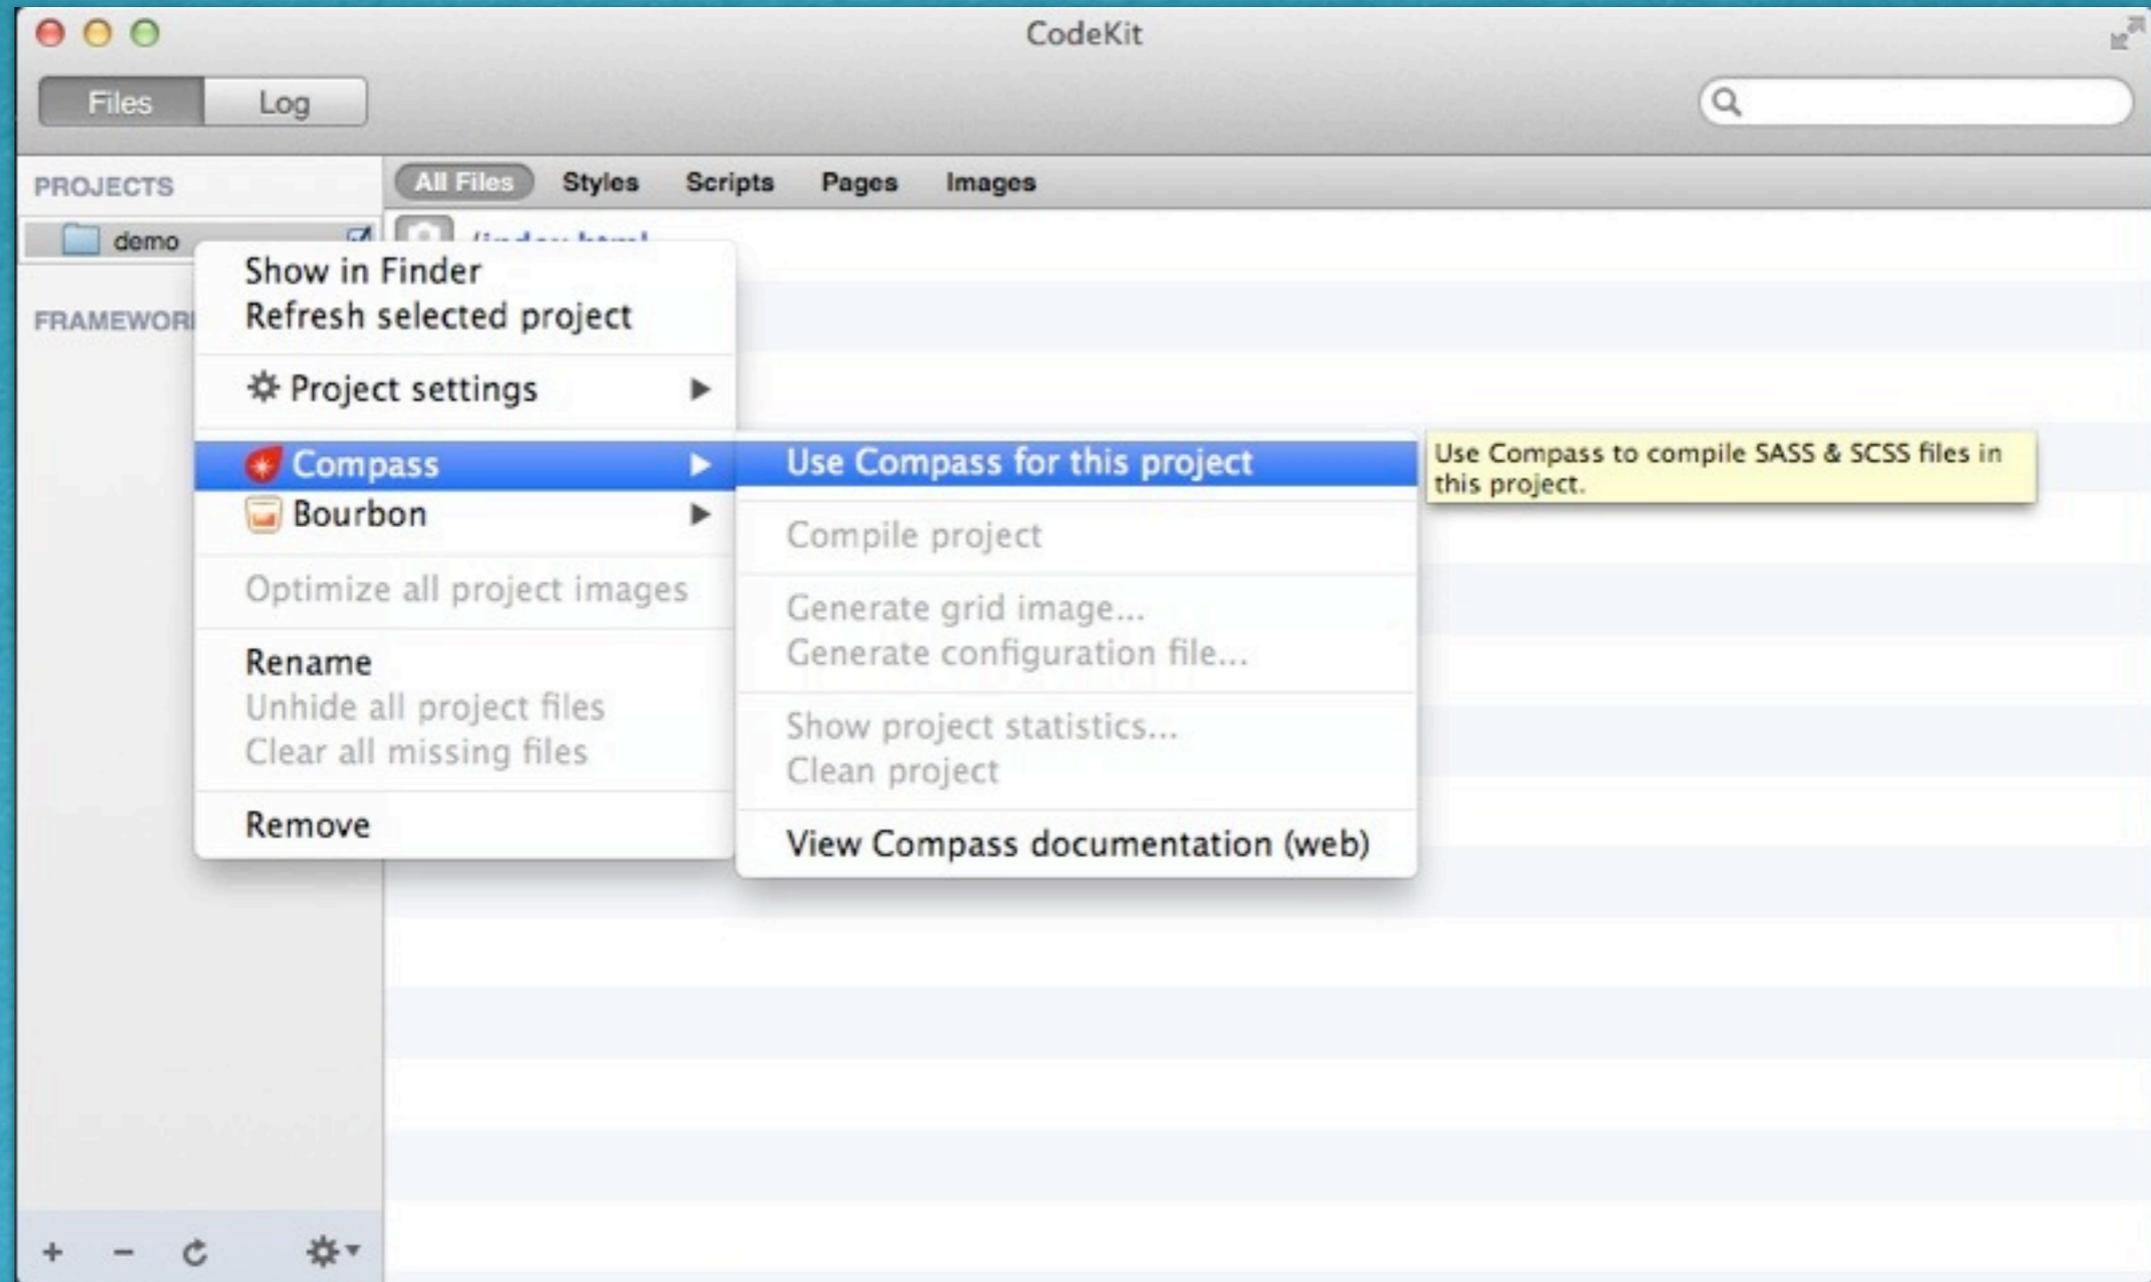 CodeKit
Files Log
PROJECTS
All Files Styles Scripts Pages Images
demo
/index.html
Show in Finder
Refresh selected project
Project settings
Compass
Bourbon
Optimize all project images
Rename
Unhide all project files
Clear all missing files
Remove
Use Compass for this project
Compile project
Generate grid image...
Generate configuration file...
Show project statistics...
Clean project
View Compass documentation (web)
Use Compass to compile SASS & SCSS files in
this project.